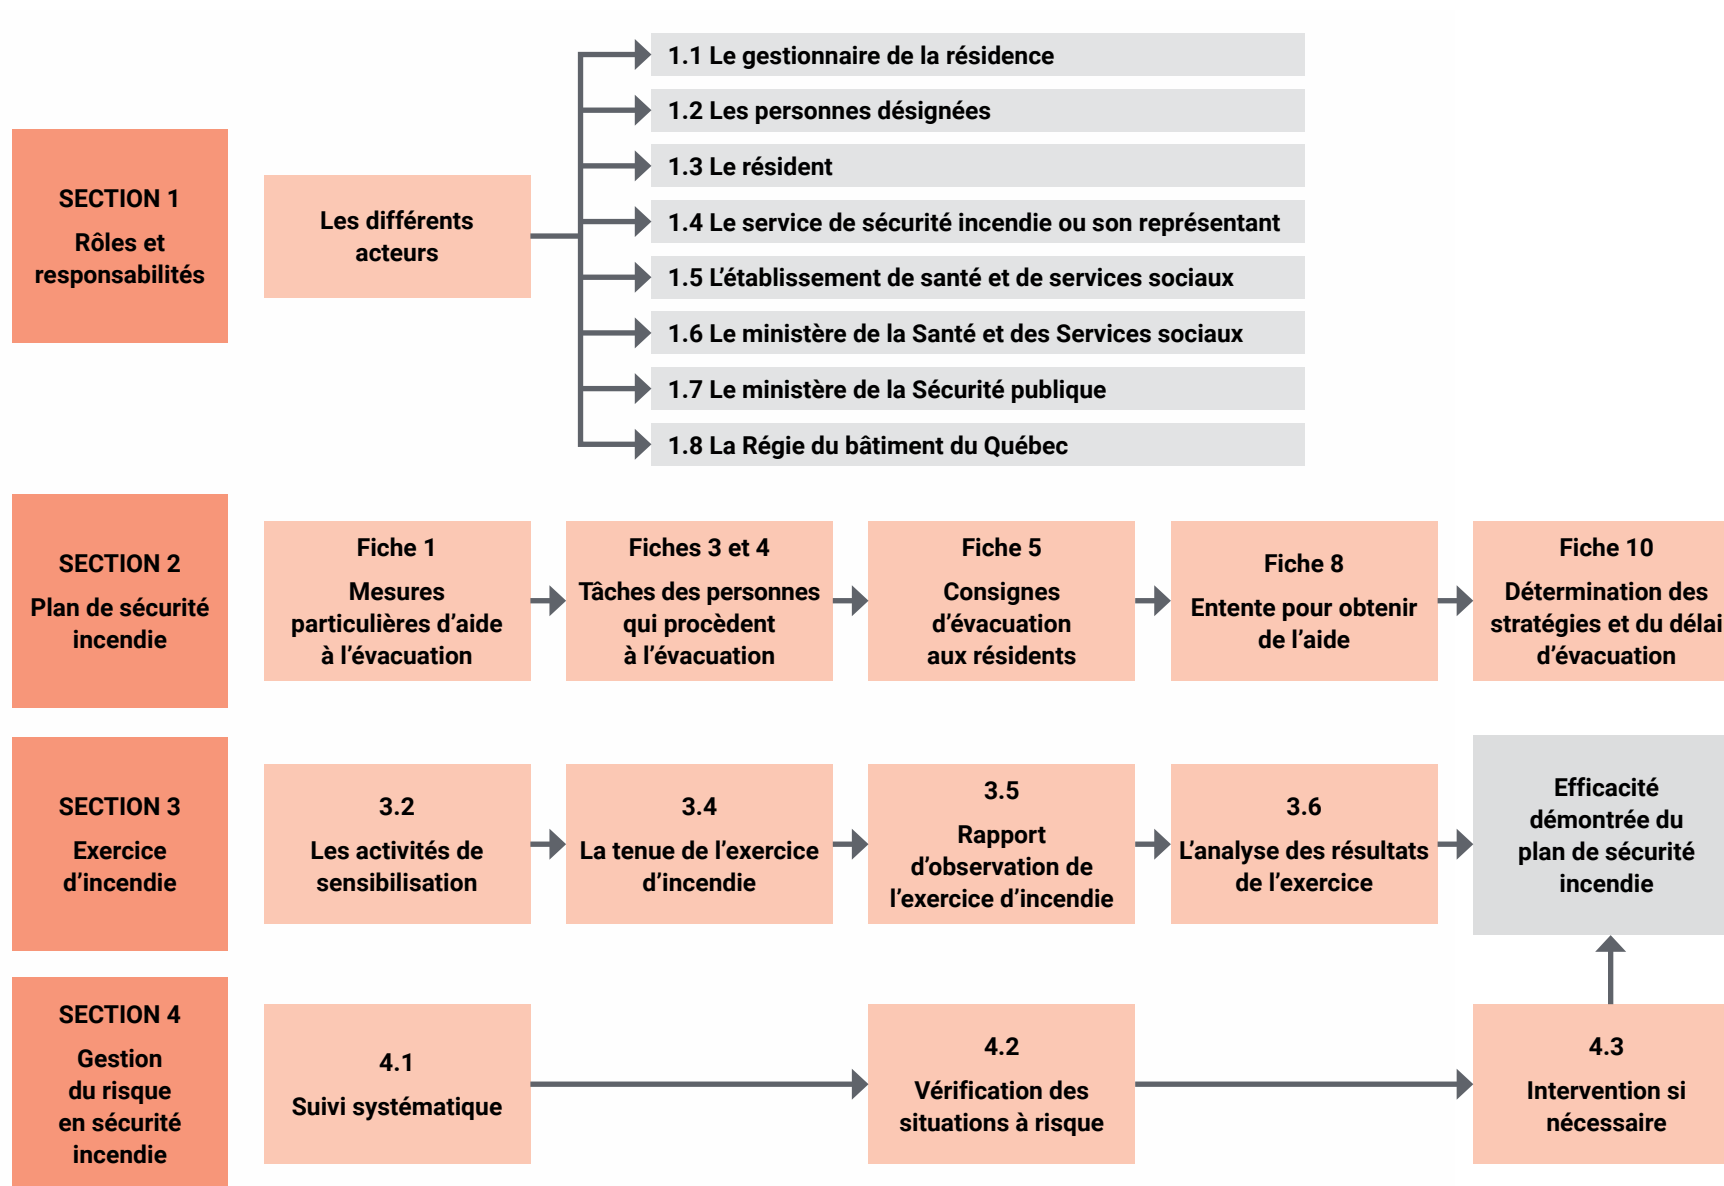 SECTION 1
Rôles et
responsabilités
Les différents
acteurs
1.1 Le gestionnaire de la résidence
1.2 Les personnes désignées
1.3 Le résident
1.4 Le service de sécurité incendie ou son représentant
1.5 L’établissement de santé et de services sociaux
1.6 Le ministère de la Santé et des Services sociaux
1.7 Le ministère de la Sécurité publique
1.8 La Régie du bâtiment du Québec
SECTION 2
Plan de sécurité
incendie
Fiche 1
Mesures
particulières d’aide
à l’évacuation
Fiches 3 et 4
Tâches des personnes
qui procèdent
à l’évacuation
Fiche 5
Consignes
d’évacuation
aux résidents
Fiche 8
Entente pour obtenir
de l’aide
Fiche 10
Détermination des
stratégies et du délai
d’évacuation
SECTION 3
Exercice
d’incendie
3.2
Les activités de
sensibilisation
3.4
La tenue de l’exercice
d’incendie
3.5
Rapport
d’observation de
l’exercice d’incendie
3.6
L’analyse des résultats
de l’exercice
Efficacité
démontrée du
plan de sécurité
incendie
SECTION 4
Gestion
du risque
en sécurité
incendie
4.1
Suivi systématique
4.2
Vérification des
situations à risque
4.3
Intervention si
nécessaire